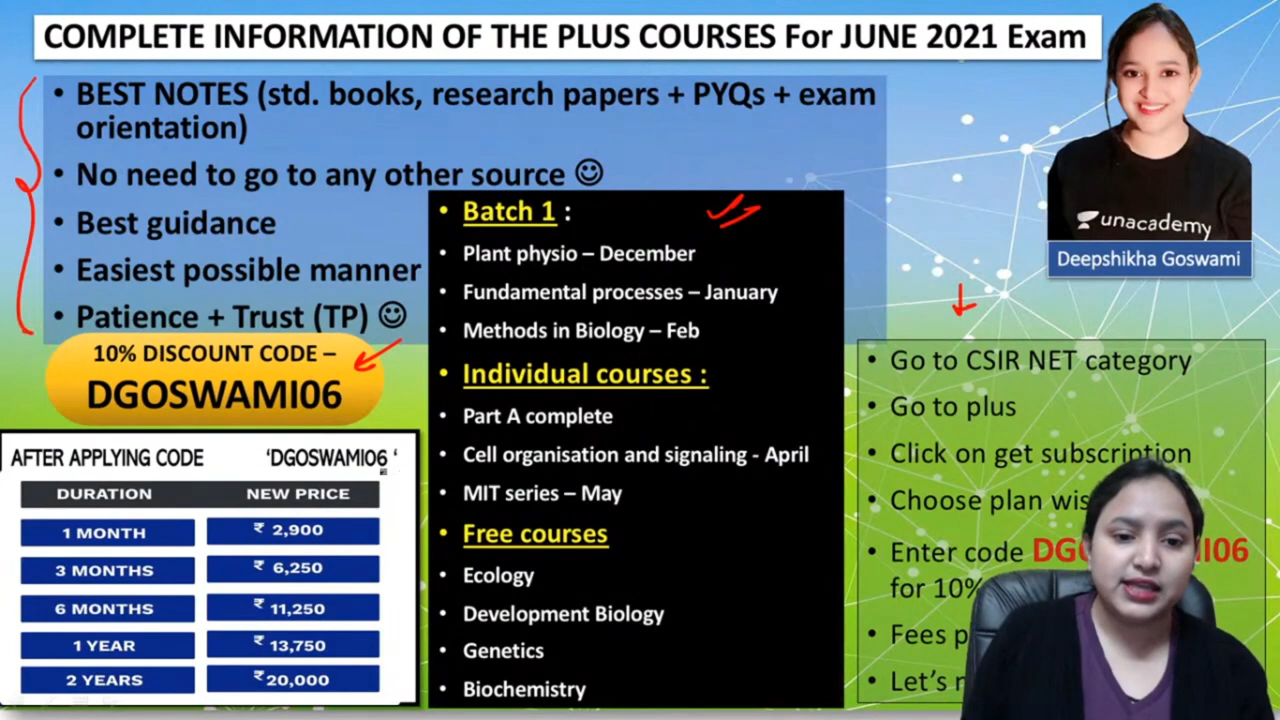 COMPLETE INFORMATION OF THE PLUS COURSES For JUNE 2021 Exam
• BEST NOTES (std. books, research papers + PYQs + exam
orientation)
• No need to go to any other source ☺
• Best guidance
• Easiest possible manner
• Patience + Trust (TP) ☺
10% DISCOUNT CODE –
DGOSWAMI06
AFTER APPLYING CODE 'DGOSWAMI06 '
DURATION NEW PRICE
1 MONTH ₹ 2,900
3 MONTHS ₹ 6,250
6 MONTHS ₹ 11,250
1 YEAR ₹ 13,750
2 YEARS ₹ 20,000
• Batch 1 :
• Plant physio – December
• Fundamental processes – January
• Methods in Biology – Feb
• Individual courses :
• Part A complete
• Cell organisation and signaling - April
• MIT series – May
• Free courses
• Ecology
• Development Biology
• Genetics
• Biochemistry
unacademy
Deepshikha Goswami
• Go to CSIR NET category
• Go to plus
• Click on get subscription
• Choose plan
• Enter code
for 10%
• Fees
• Let's